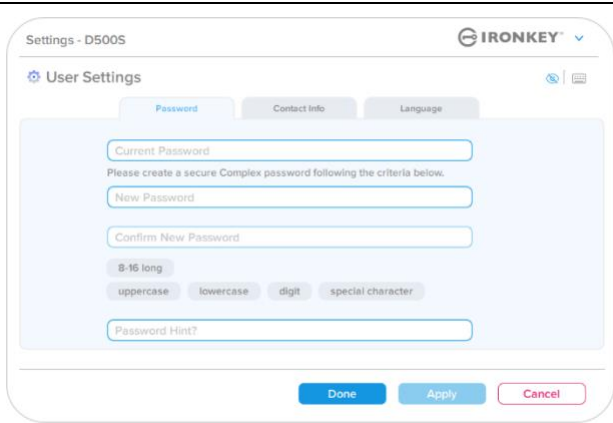 Settings - D500S
IRONKEY™
User Settings
Password Contact Info Language
Current Password
Please create a secure Complex password following the criteria below.
New Password
Confirm New Password
8-16 long
uppercase lowercase digit special character
Password Hint?
Done Apply Cancel